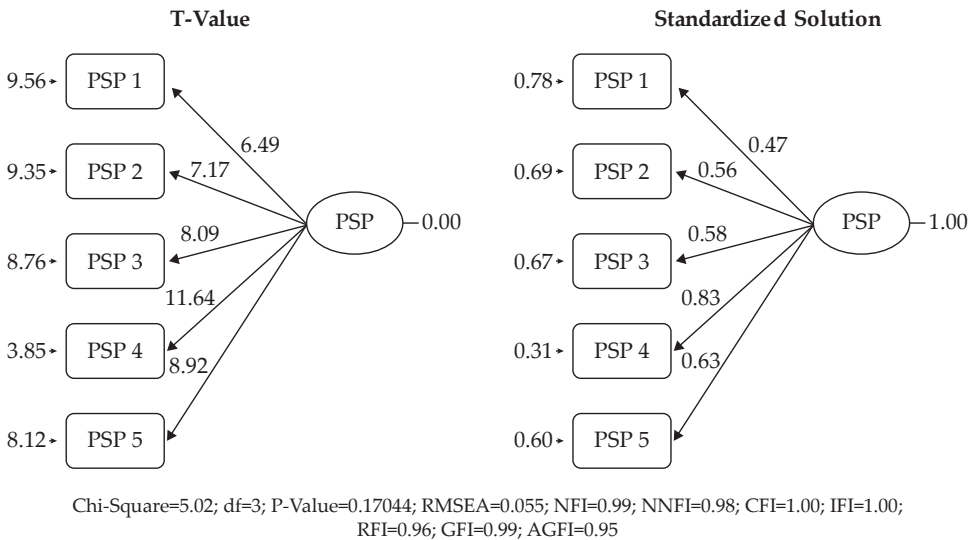 T-Value
9.56
PSP 1
6.49
9.35
PSP 2
7.17
PSP
0.00
8.09
8.76
PSP 3
11.64
3.85
PSP 4
8.92
8.12
PSP 5
Standardized Solution
0.78
PSP 1
0.47
0.69
PSP 2
0.56
PSP
1.00
0.58
0.67
PSP 3
0.83
0.31
PSP 4
0.63
0.60
PSP 5
Chi-Square=5.02; df=3; P-Value=0.17044; RMSEA=0.055; NFI=0.99; NNFI=0.98; CFI=1.00; IFI=1.00;
RFI=0.96; GFI=0.99; AGFI=0.95